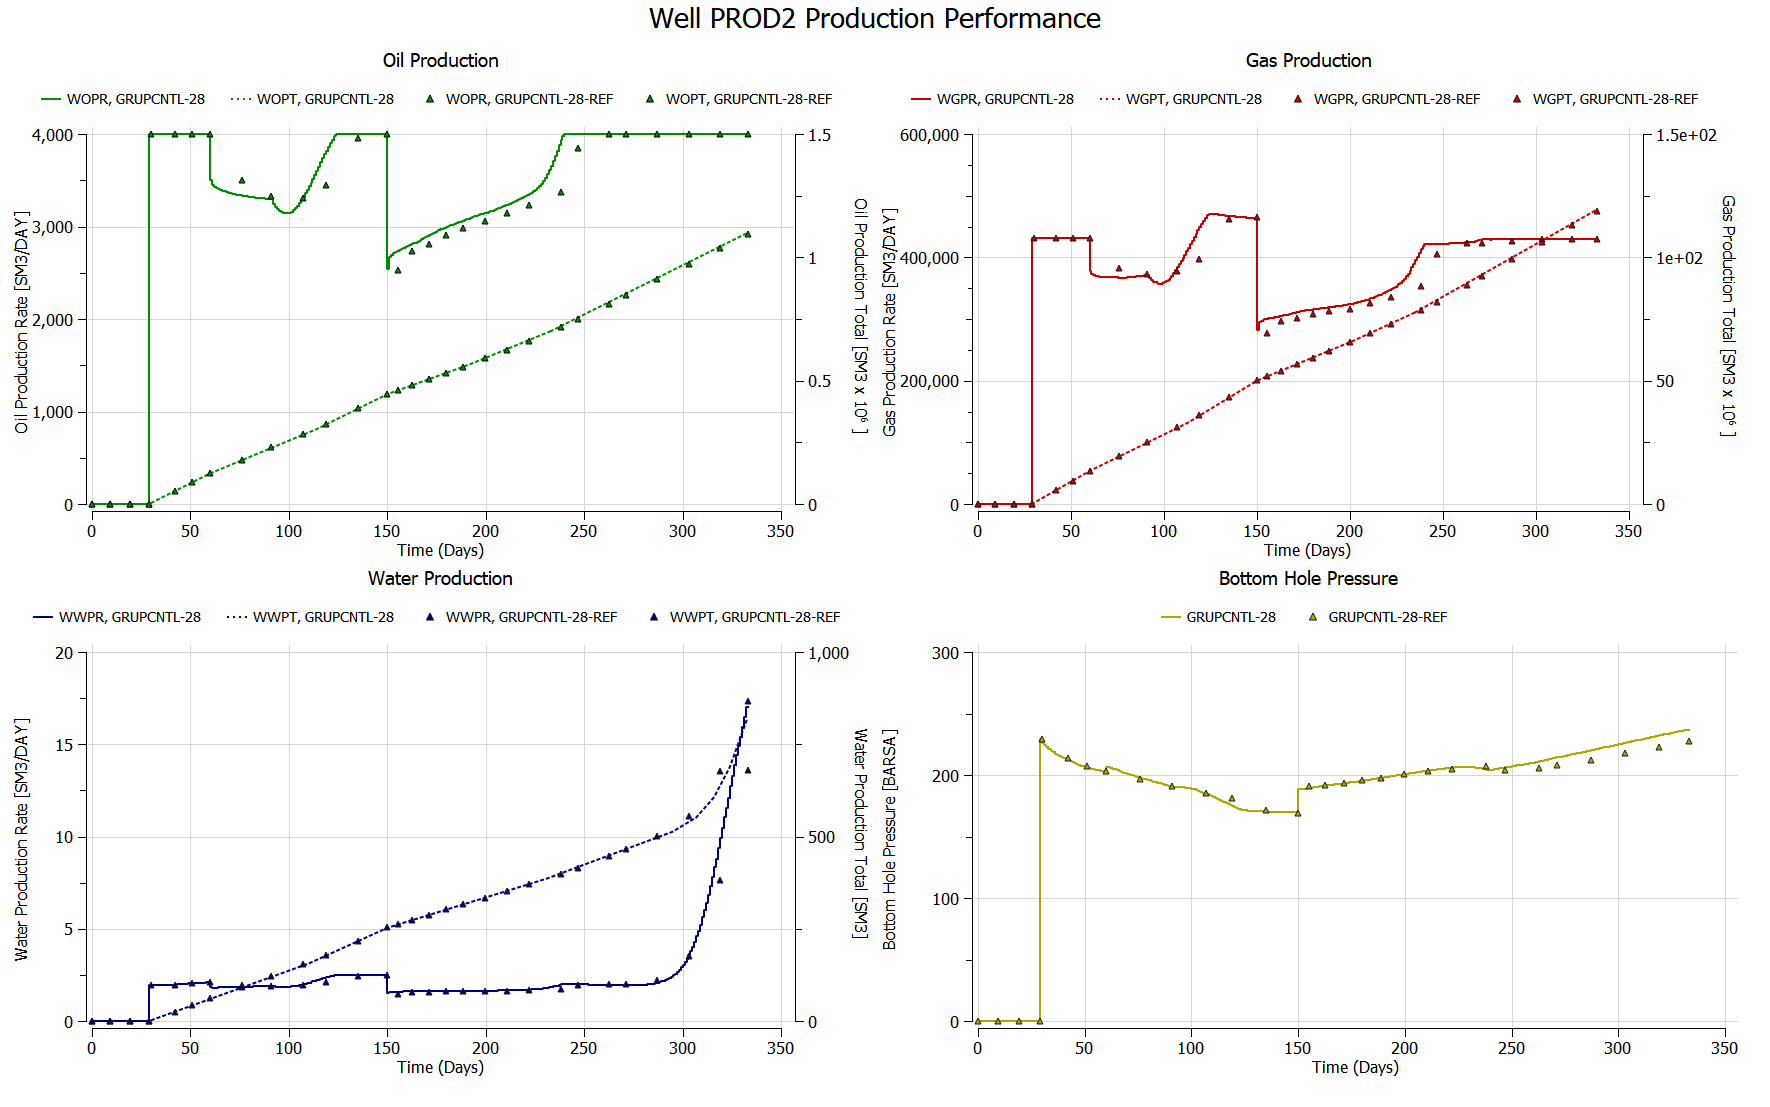 Well PROD2 Production Performance
Oil Production
WOPR, GRUPCNTL-28 WOPT, GRUPCNTL-28 WOPR, GRUPCNTL-28-REF WOPT, GRUPCNTL-28-REF
4,000
3,000
2,000
1,000
0
Oil Production Rate [SM3/DAY]
1.5
1
0.5
0
Oil Production Total [SM3 x 10⁶ ]
0 50 100 150 200 250 300 350
Time (Days)
Gas Production
WGPR, GRUPCNTL-28 WGPT, GRUPCNTL-28 WGPR, GRUPCNTL-28-REF WGPT, GRUPCNTL-28-REF
600,000
400,000
200,000
0
Gas Production Rate [SM3/DAY]
1.5e+02
1e+02
50
0
Gas Production Total [SM3 x 10⁶ ]
0 50 100 150 200 250 300 350
Time (Days)
Water Production
WWPR, GRUPCNTL-28 WWPT, GRUPCNTL-28 WWPR, GRUPCNTL-28-REF WWPT, GRUPCNTL-28-REF
20
15
10
5
0
Water Production Rate [SM3/DAY]
1,000
500
0
Water Production Total [SM3]
0 50 100 150 200 250 300 350
Time (Days)
Bottom Hole Pressure
GRUPCNTL-28 GRUPCNTL-28-REF
300
200
100
0
Bottom Hole Pressure [BARSA]
0 50 100 150 200 250 300 350
Time (Days)